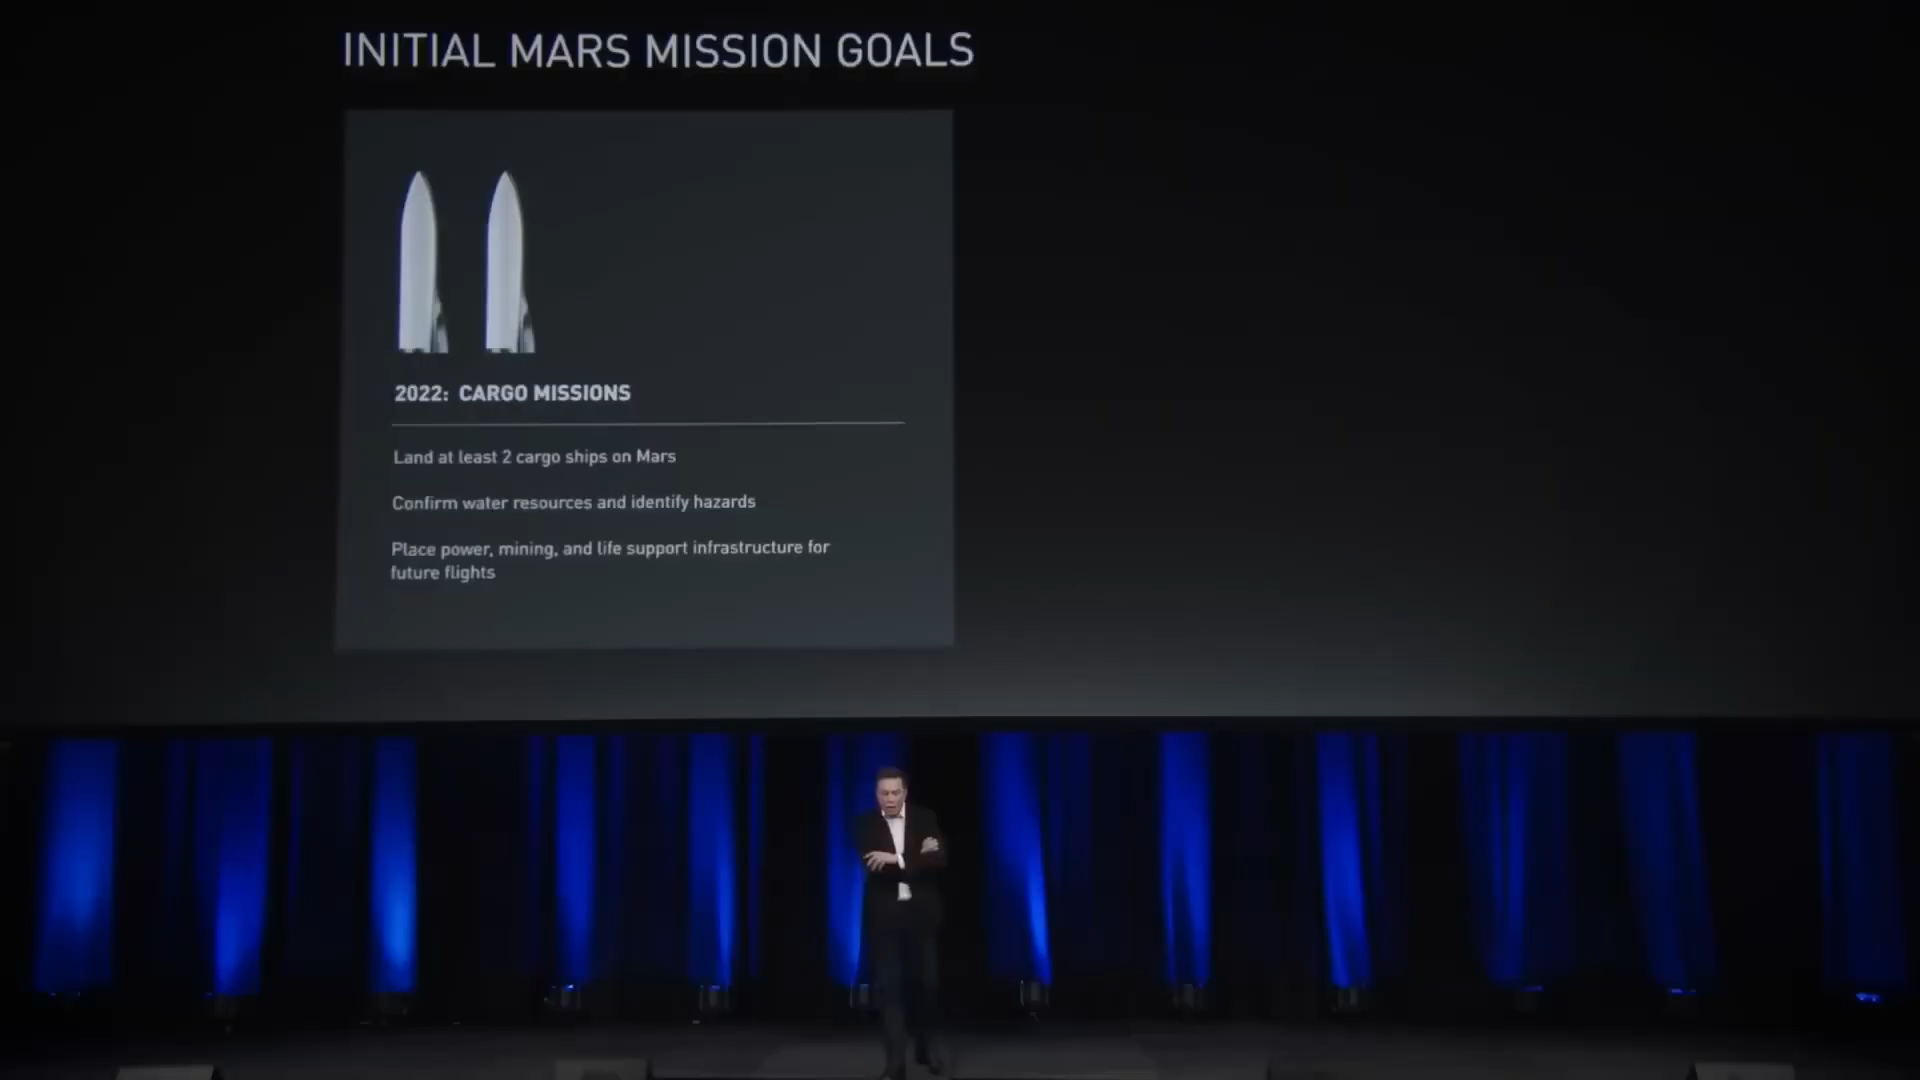 INITIAL MARS MISSION GOALS
2022: CARGO MISSIONS
Land at least 2 cargo ships on Mars
Confirm water resources and identify hazards
Place power, mining, and life support infrastructure for
future flights